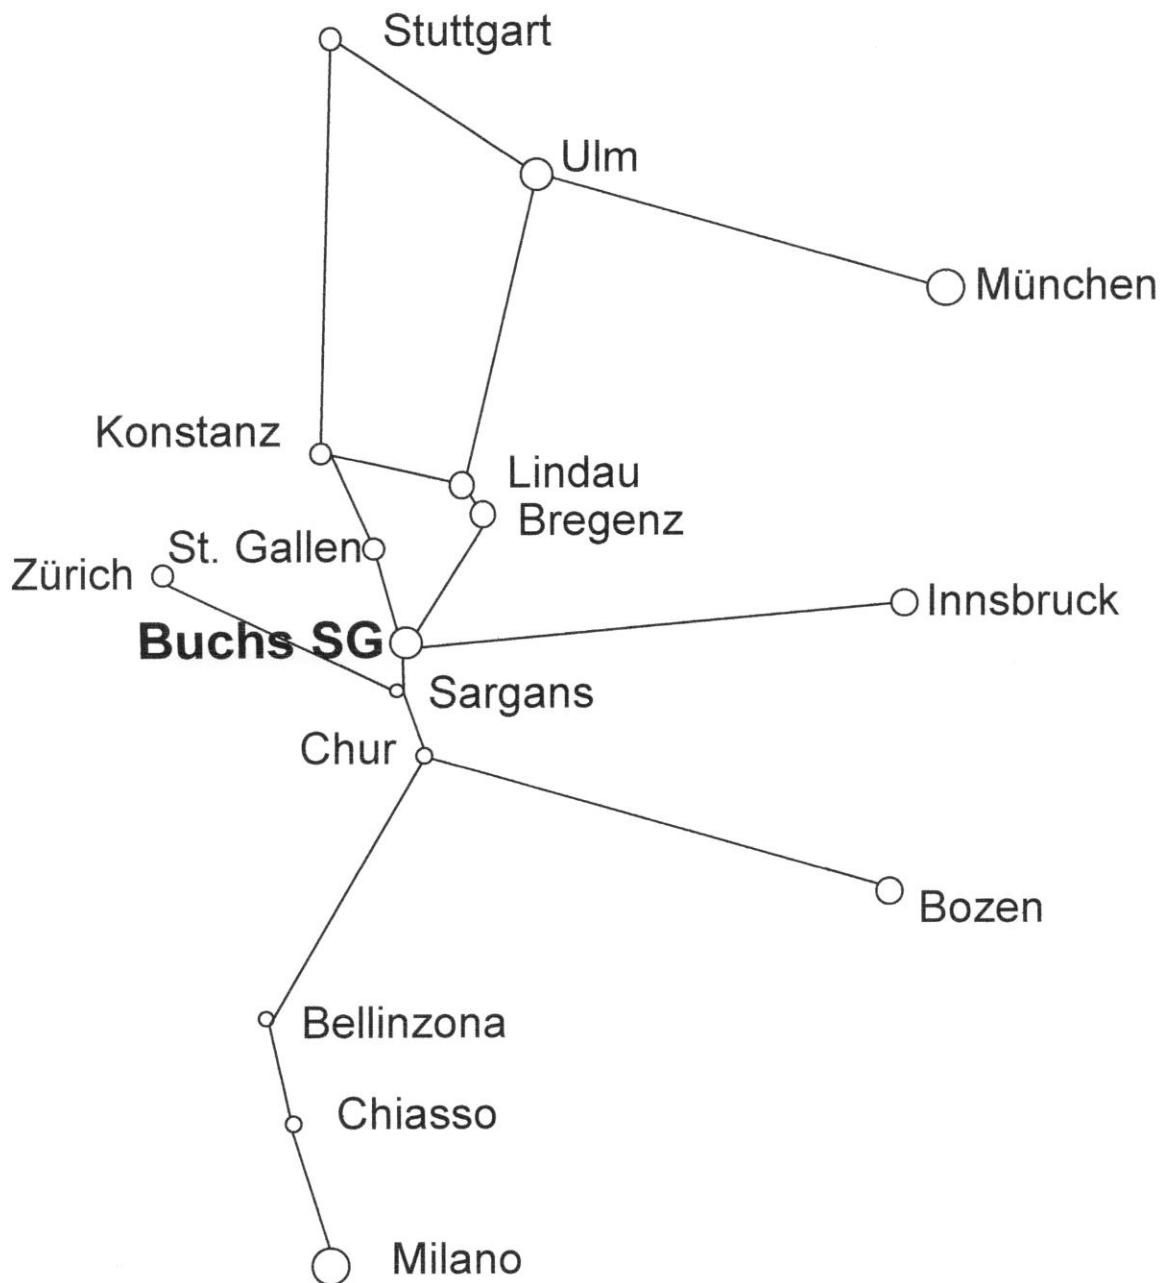 Stuttgart
Ulm
München
Konstanz
Lindau
Bregenz
St. Gallen
Zürich
Innsbruck
Buchs SG
Sargans
Chur
Bozen
Bellinzona
Chiasso
Milano